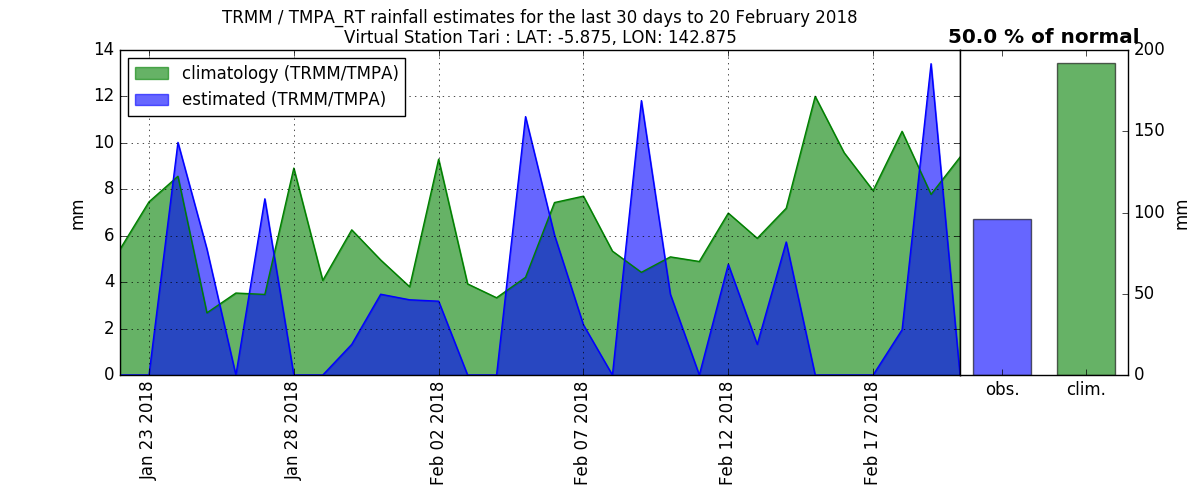 TRMM / TMPA_RT rainfall estimates for the last 30 days to 20 February 2018
Virtual Station Tari : LAT: -5.875, LON: 142.875
50.0 % of normal
climatology (TRMM/TMPA)
estimated (TRMM/TMPA)
14
12
10
8
6
4
2
0
mm
Jan 23 2018
Jan 28 2018
Feb 02 2018
Feb 07 2018
Feb 12 2018
Feb 17 2018
obs.
clim.
200
150
100
50
0
mm